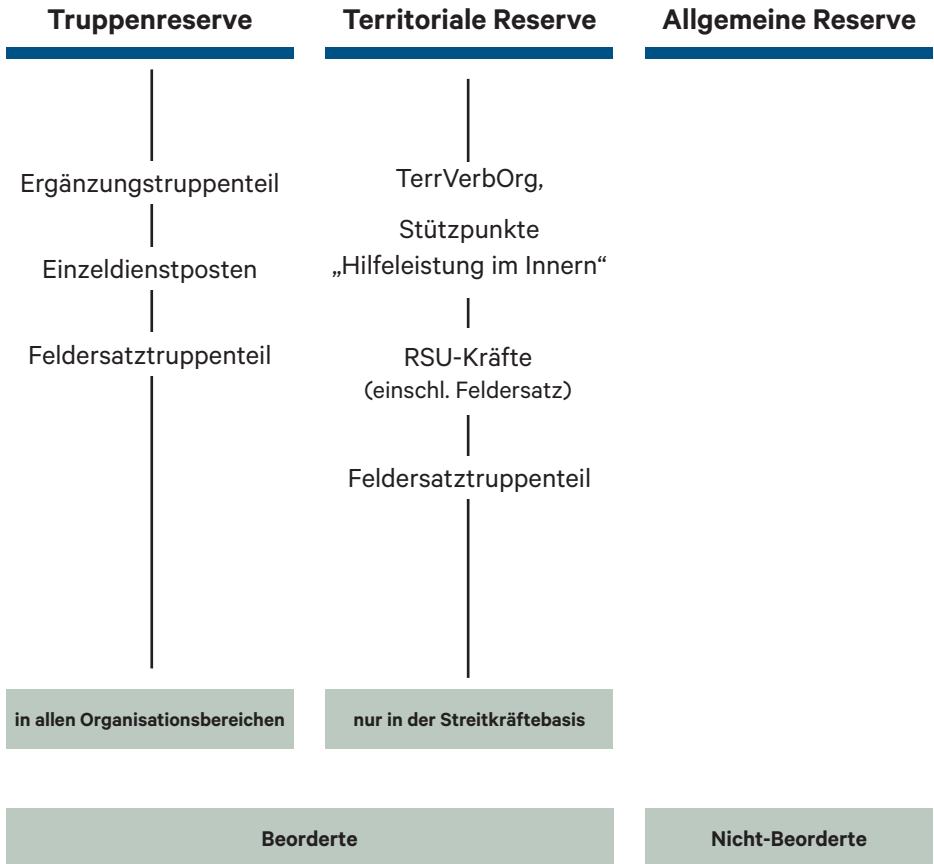 Truppenreserve
Territoriale Reserve
Allgemeine Reserve
Ergänzungstruppenteil
Einzeldienstposten
Feldersatztruppenteil
TerrVerbOrg,
Stützpunkte
„Hilfeleistung im Innern“
RSU-Kräfte
(einschl. Feldersatz)
Feldersatztruppenteil
in allen Organisationsbereichen
nur in der Streitkräftebasis
Beorderte
Nicht-Beorderte